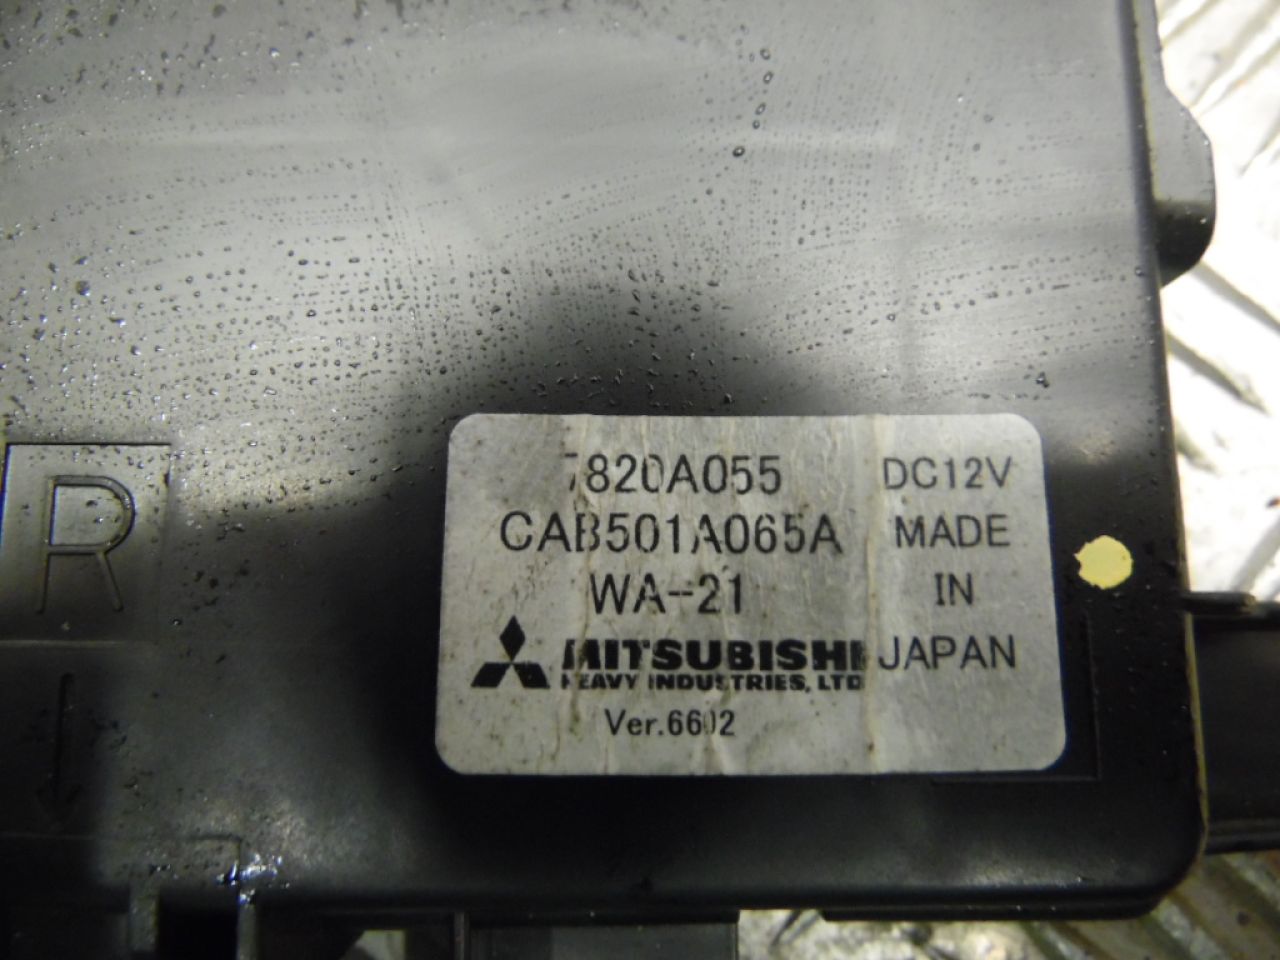 7820A055 DC12V
CAB501A065A MADE
WA-21 IN
MITSUBISHI JAPAN
HEAVY INDUSTRIES, LTD
Ver.6602
R